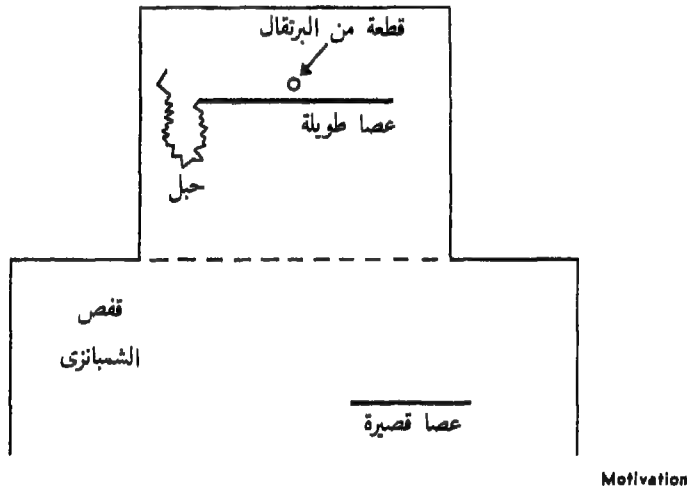 قطعة من البرتقال
عصا طويلة
حبل
قفص
الشمبانزى
عصا قصيرة
Motivation